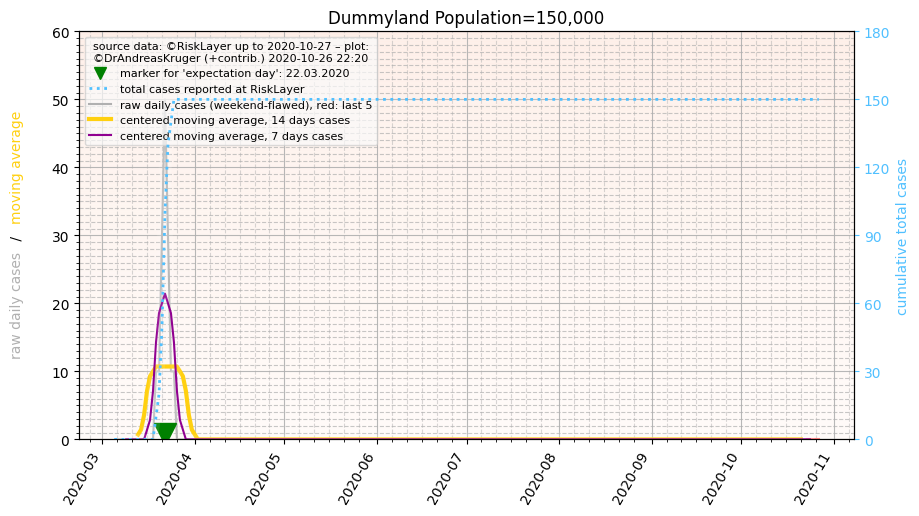 Dummyland Population=150,000
source data: ©RiskLayer up to 2020-10-27 – plot:
©DrAndreasKruger (+contrib.) 2020-10-26 22:20
marker for 'expectation day': 22.03.2020
total cases reported at RiskLayer
raw daily cases (weekend-flawed), red: last 5
centered moving average, 14 days cases
centered moving average, 7 days cases
raw daily cases / moving average
60
50
40
30
20
10
0
180
150
120
90
60
30
0
cumulative total cases
2020-03
2020-04
2020-05
2020-06
2020-07
2020-08
2020-09
2020-10
2020-11